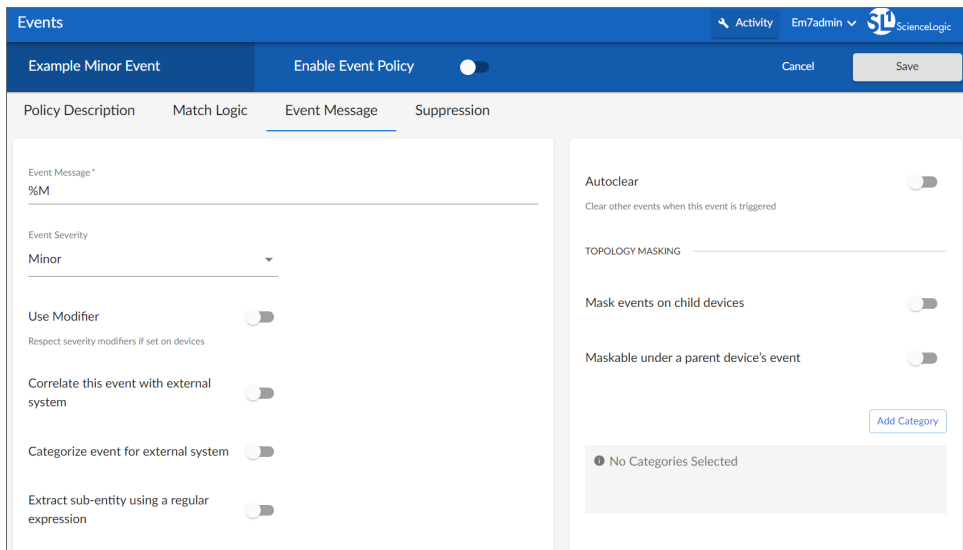 Events
Activity
Em7admin
SL1 ScienceLogic
Example Minor Event
Enable Event Policy
Cancel
Save
Policy Description
Match Logic
Event Message
Suppression
Event Message*
%M
Event Severity
Minor
Use Modifier
Respect severity modifiers if set on devices
Correlate this event with external
system
Categorize event for external system
Extract sub-entity using a regular
expression
Autoclear
Clear other events when this event is triggered
TOPOLOGY MASKING
Mask events on child devices
Maskable under a parent device's event
Add Category
No Categories Selected